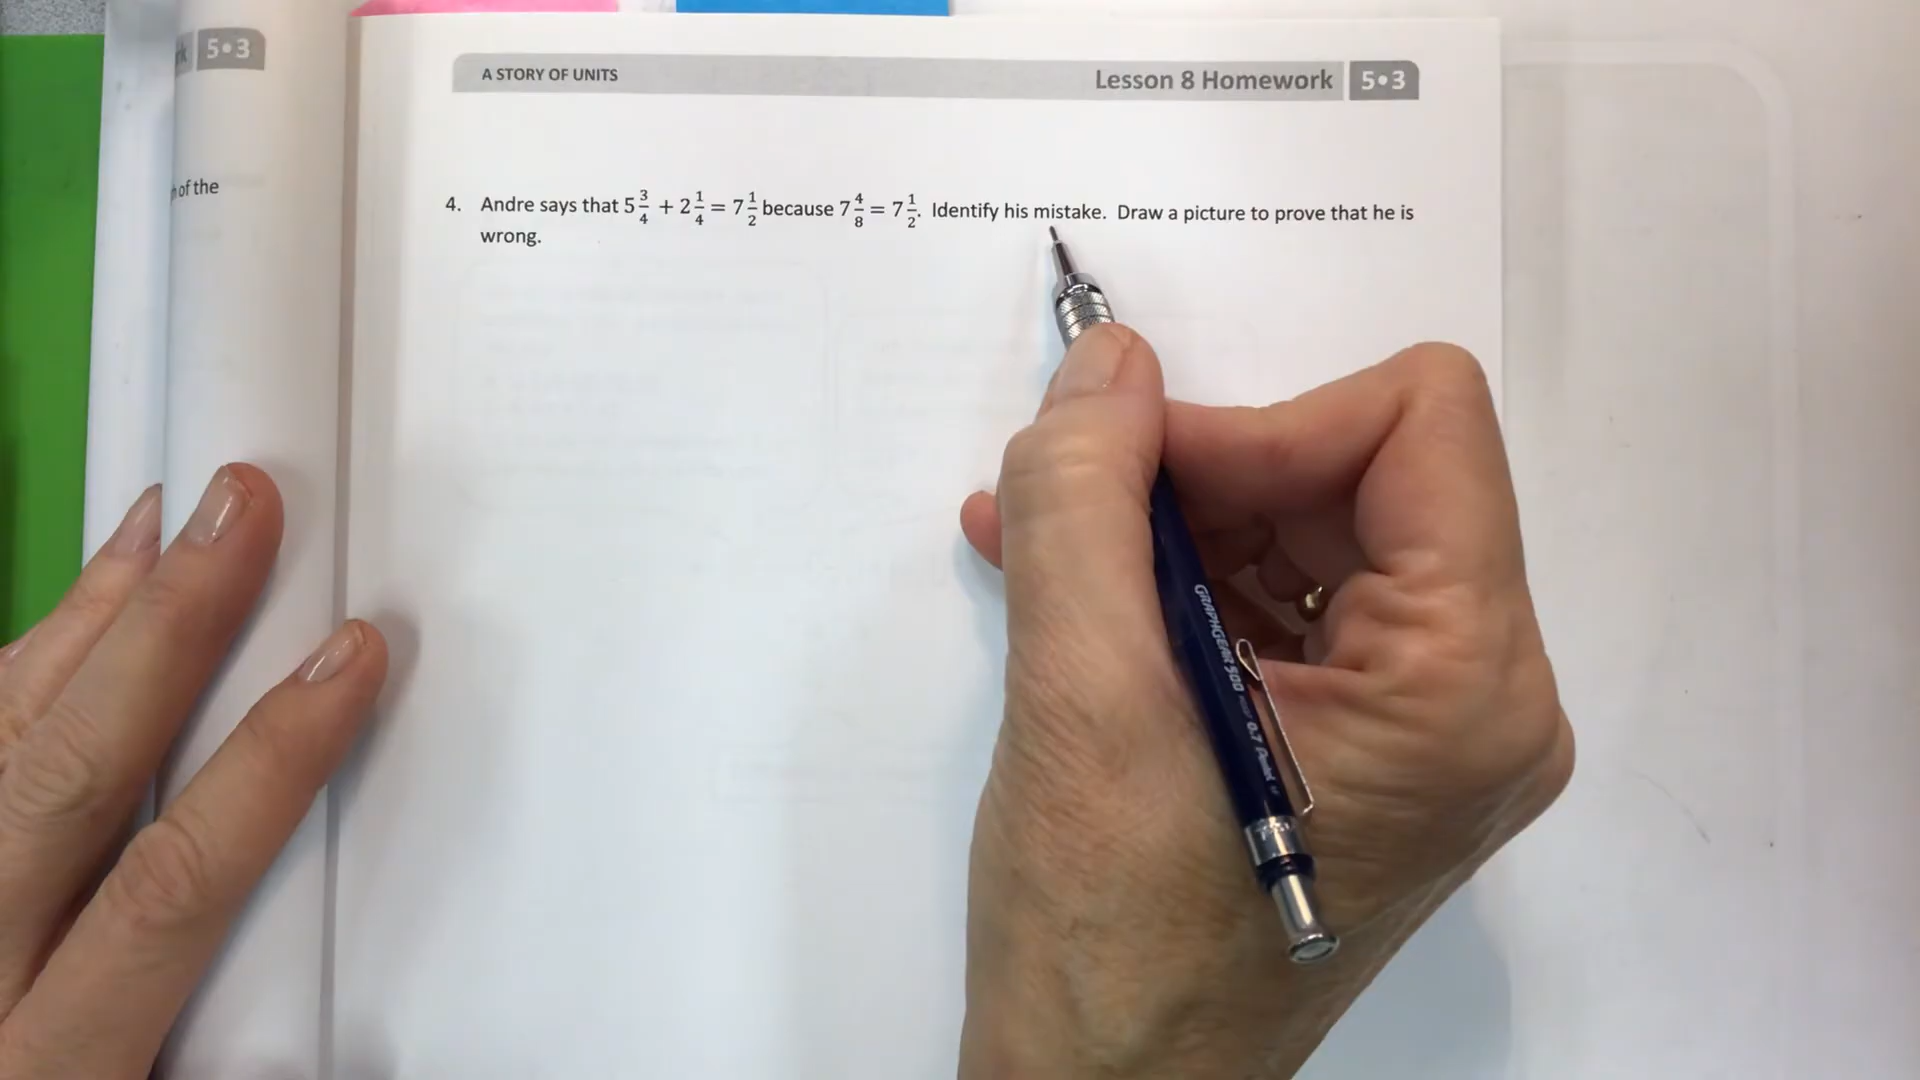 5•3
of the
A STORY OF UNITS
Lesson 8 Homework 5•3
4. Andre says that 5 3/4 + 2 1/4 = 7 1/2 because 7 4/8 = 7 1/2. Identify his mistake. Draw a picture to prove that he is
wrong.
GRAPHGEAR 500 0.7 Pentel